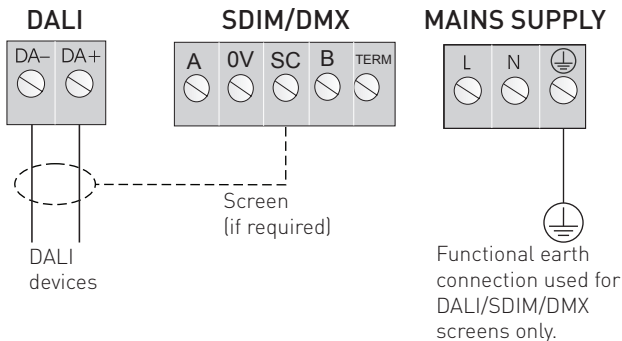 DALI
SDIM/DMX
MAINS SUPPLY
DA– DA+
A 0V SC B TERM
L N
Screen
(if required)
DALI
devices
Functional earth
connection used for
DALI/SDIM/DMX
screens only.